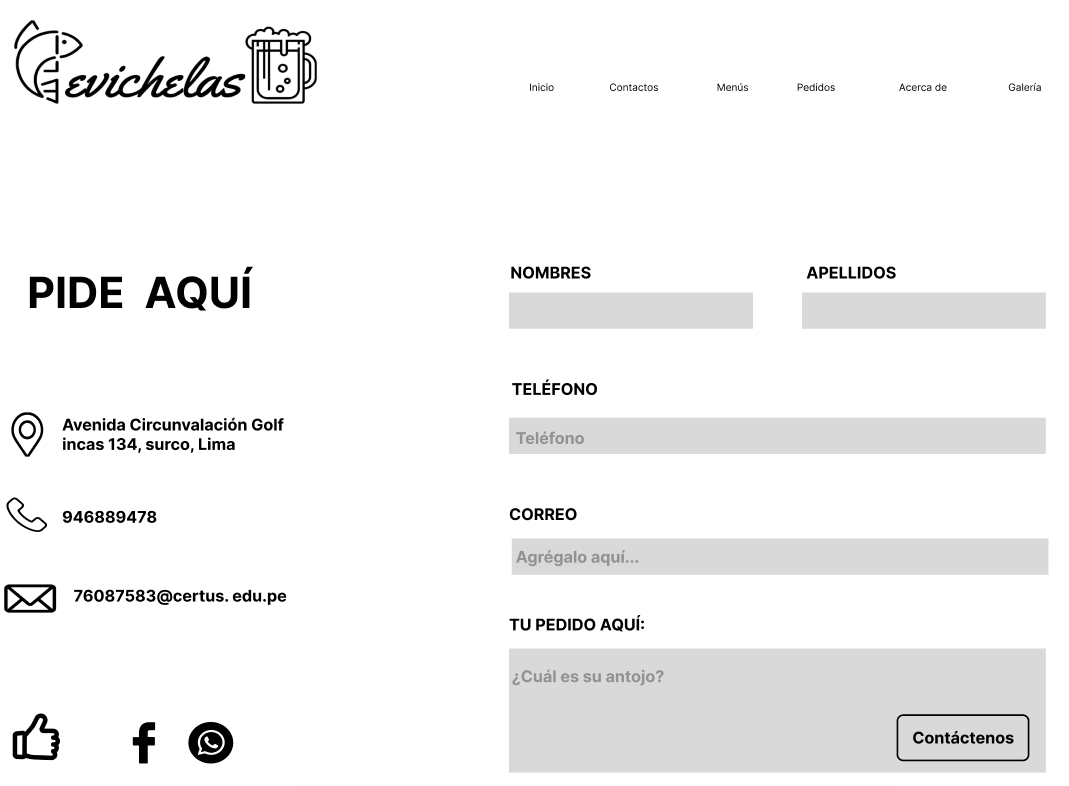 Cevichelas
Inicio Contactos Menús Pedidos Acerca de Galería
PIDE AQUÍ
Avenida Circunvalación Golf
incas 134, surco, Lima
946889478
76087583@certus. edu.pe
NOMBRES
APELLIDOS
TELÉFONO
Teléfono
CORREO
Agrégalo aquí...
TU PEDIDO AQUÍ:
¿Cuál es su antojo?
Contáctenos